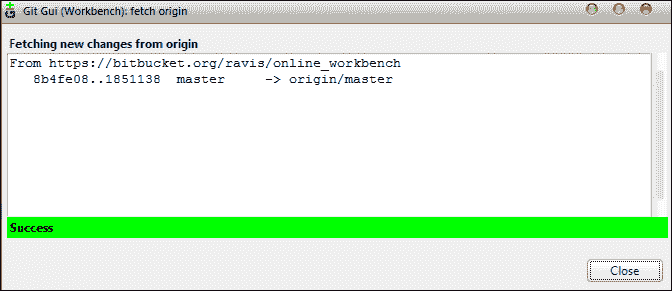 Git Gui (Workbench): fetch origin
Fetching new changes from origin
From https://bitbucket.org/ravis/online_workbench
   8b4fe08..1851138  master     -> origin/master
Success
Close